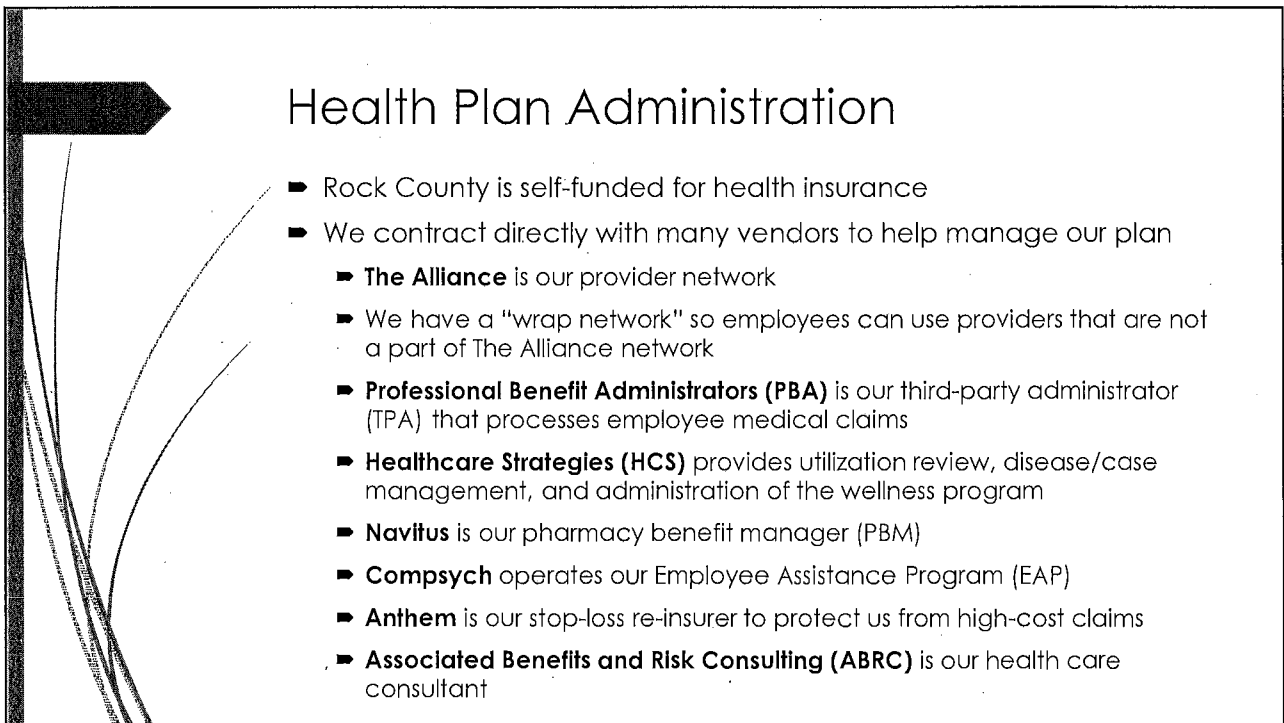 Health Plan Administration
Rock County is self-funded for health insurance
We contract directly with many vendors to help manage our plan
The Alliance is our provider network
We have a "wrap network" so employees can use providers that are not
a part of The Alliance network
Professional Benefit Administrators (PBA) is our third-party administrator
(TPA) that processes employee medical claims
Healthcare Strategies (HCS) provides utilization review, disease/case
management, and administration of the wellness program
Navitus is our pharmacy benefit manager (PBM)
Compsych operates our Employee Assistance Program (EAP)
Anthem is our stop-loss re-insurer to protect us from high-cost claims
Associated Benefits and Risk Consulting (ABRC) is our health care
consultant